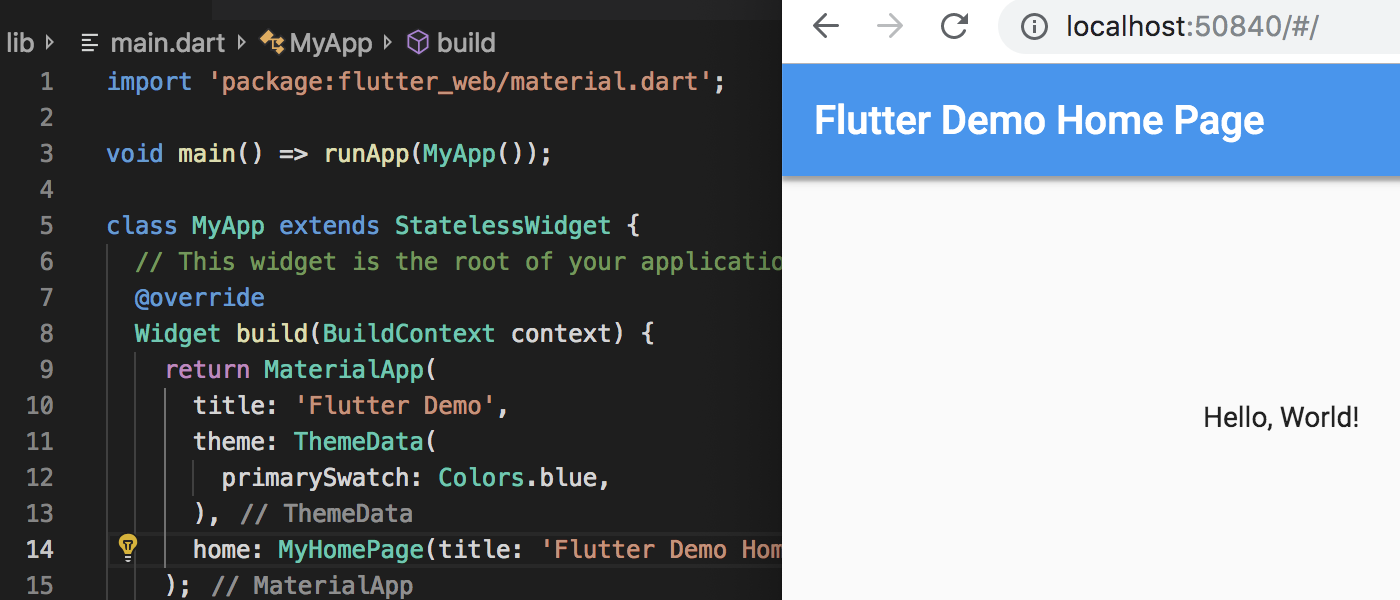 lib main.dart MyApp build
1 import 'package:flutter_web/material.dart';
2
3 void main() => runApp(MyApp());
4
5 class MyApp extends StatelessWidget {
6 // This widget is the root of your applicatio
7 @override
8 Widget build(BuildContext context) {
9 return MaterialApp(
10 title: 'Flutter Demo',
11 theme: ThemeData(
12 primarySwatch: Colors.blue,
13 ), // ThemeData
14 home: MyHomePage(title: 'Flutter Demo Hom
15 ); // MaterialApp
localhost:50840/#/
Flutter Demo Home Page
Hello, World!